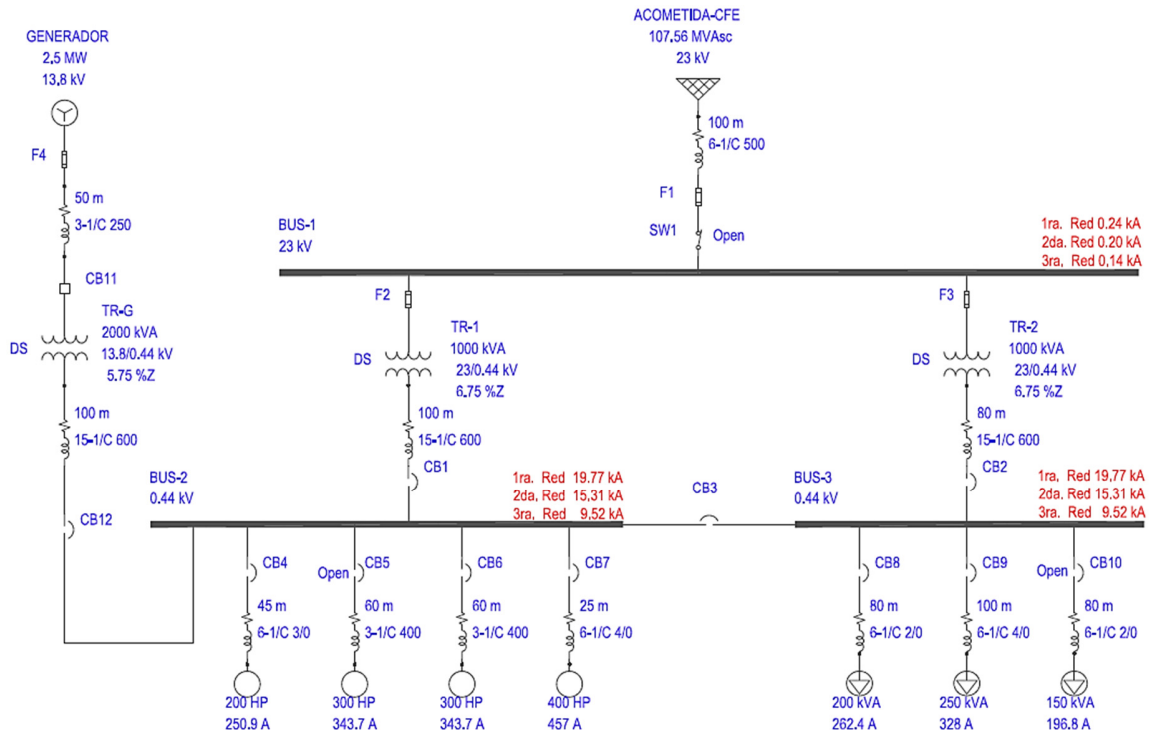 ACOMETIDA-CFE
107.56 MVAsc
23 kV
GENERADOR
2.5 MW
13.8 kV
100 m
6-1/C 500
F4
F1
50 m
3-1/C 250
SW1
Open
BUS-1
23 kV
1ra. Red 0.24 kA
2da. Red 0.20 kA
3ra, Red 0,14 kA
CB11
F2
F3
TR-G
2000 kVA
13.8/0.44 kV
5.75 %Z
DS
TR-1
1000 kVA
23/0.44 kV
6.75 %Z
DS
TR-2
1000 kVA
23/0.44 kV
6.75 %Z
DS
100 m
15-1/C 600
100 m
15-1/C 600
80 m
15-1/C 600
CB1
CB2
BUS-2
0.44 kV
1ra. Red 19.77 kA
2da, Red 15,31 kA
3ra, Red 9,52 kA
CB3
BUS-3
0.44 kV
1ra. Red 19.77 kA
2da. Red 15,31 kA
3ra. Red 9.52 kA
CB12
CB4
Open
CB5
CB6
CB7
CB8
CB9
Open
CB10
45 m
6-1/C 3/0
60 m
3-1/C 400
60 m
3-1/C 400
25 m
6-1/C 4/0
80 m
6-1/C 2/0
100 m
6-1/C 4/0
80 m
6-1/C 2/0
200 HP
250.9 A
300 HP
343.7 A
300 HP
343.7 A
400 HP
457 A
200 kVA
262.4 A
250 kVA
328 A
150 kVA
196.8 A